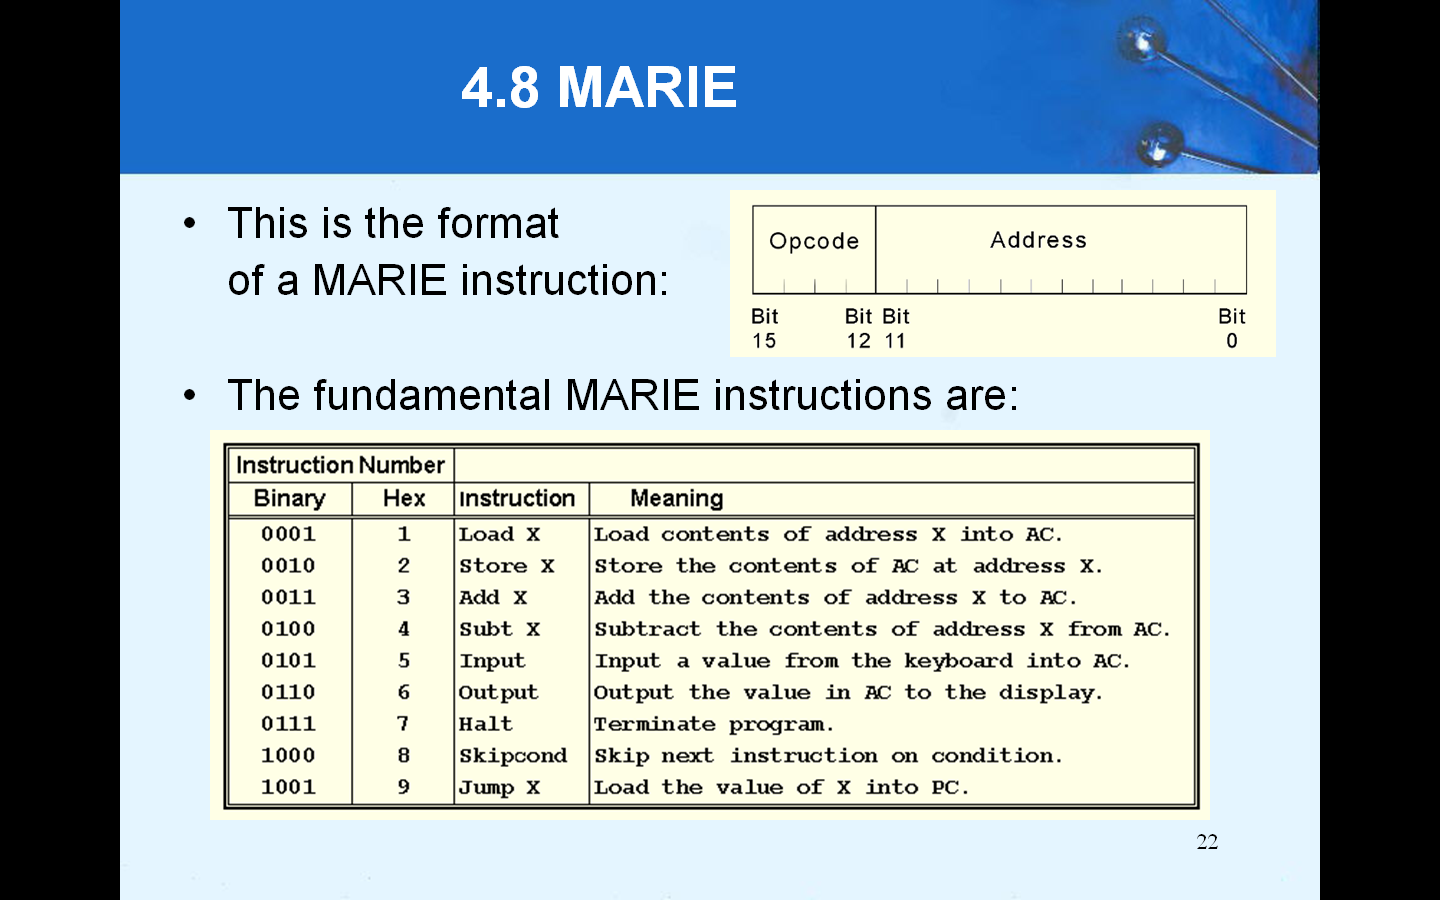 4.8 MARIE
• This is the format
of a MARIE instruction:
Opcode Address
Bit Bit Bit Bit
15 12 11 0
• The fundamental MARIE instructions are:
Instruction Number
Binary Hex Instruction Meaning
0001 1 Load X Load contents of address X into AC.
0010 2 Store X Store the contents of AC at address X.
0011 3 Add X Add the contents of address X to AC.
0100 4 Subt X Subtract the contents of address X from AC.
0101 5 Input Input a value from the keyboard into AC.
0110 6 Output Output the value in AC to the display.
0111 7 Halt Terminate program.
1000 8 Skipcond Skip next instruction on condition.
1001 9 Jump X Load the value of X into PC.
22